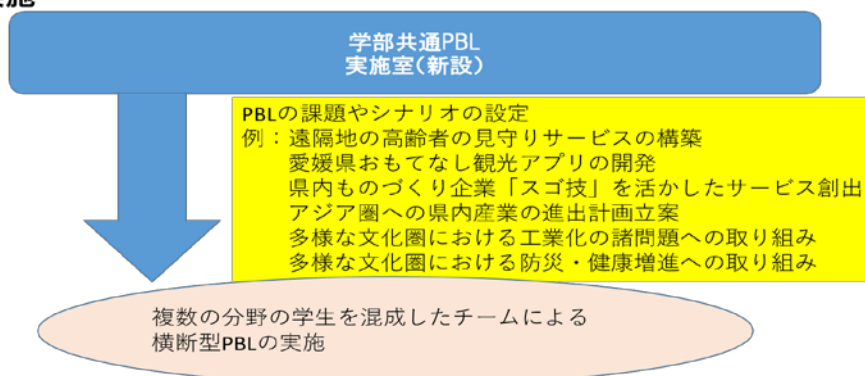 学部共通PBL
実施室(新設)
PBLの課題やシナリオの設定
例：遠隔地の高齢者の見守りサービスの構築
愛媛県おもてなし観光アプリの開発
県内ものづくり企業「スゴ技」を活かしたサービス創出
アジア圏への県内産業の進出計画立案
多様な文化圏における工業化の諸問題への取り組み
多様な文化圏における防災・健康増進への取り組み
複数の分野の学生を混成したチームによる
横断型PBLの実施